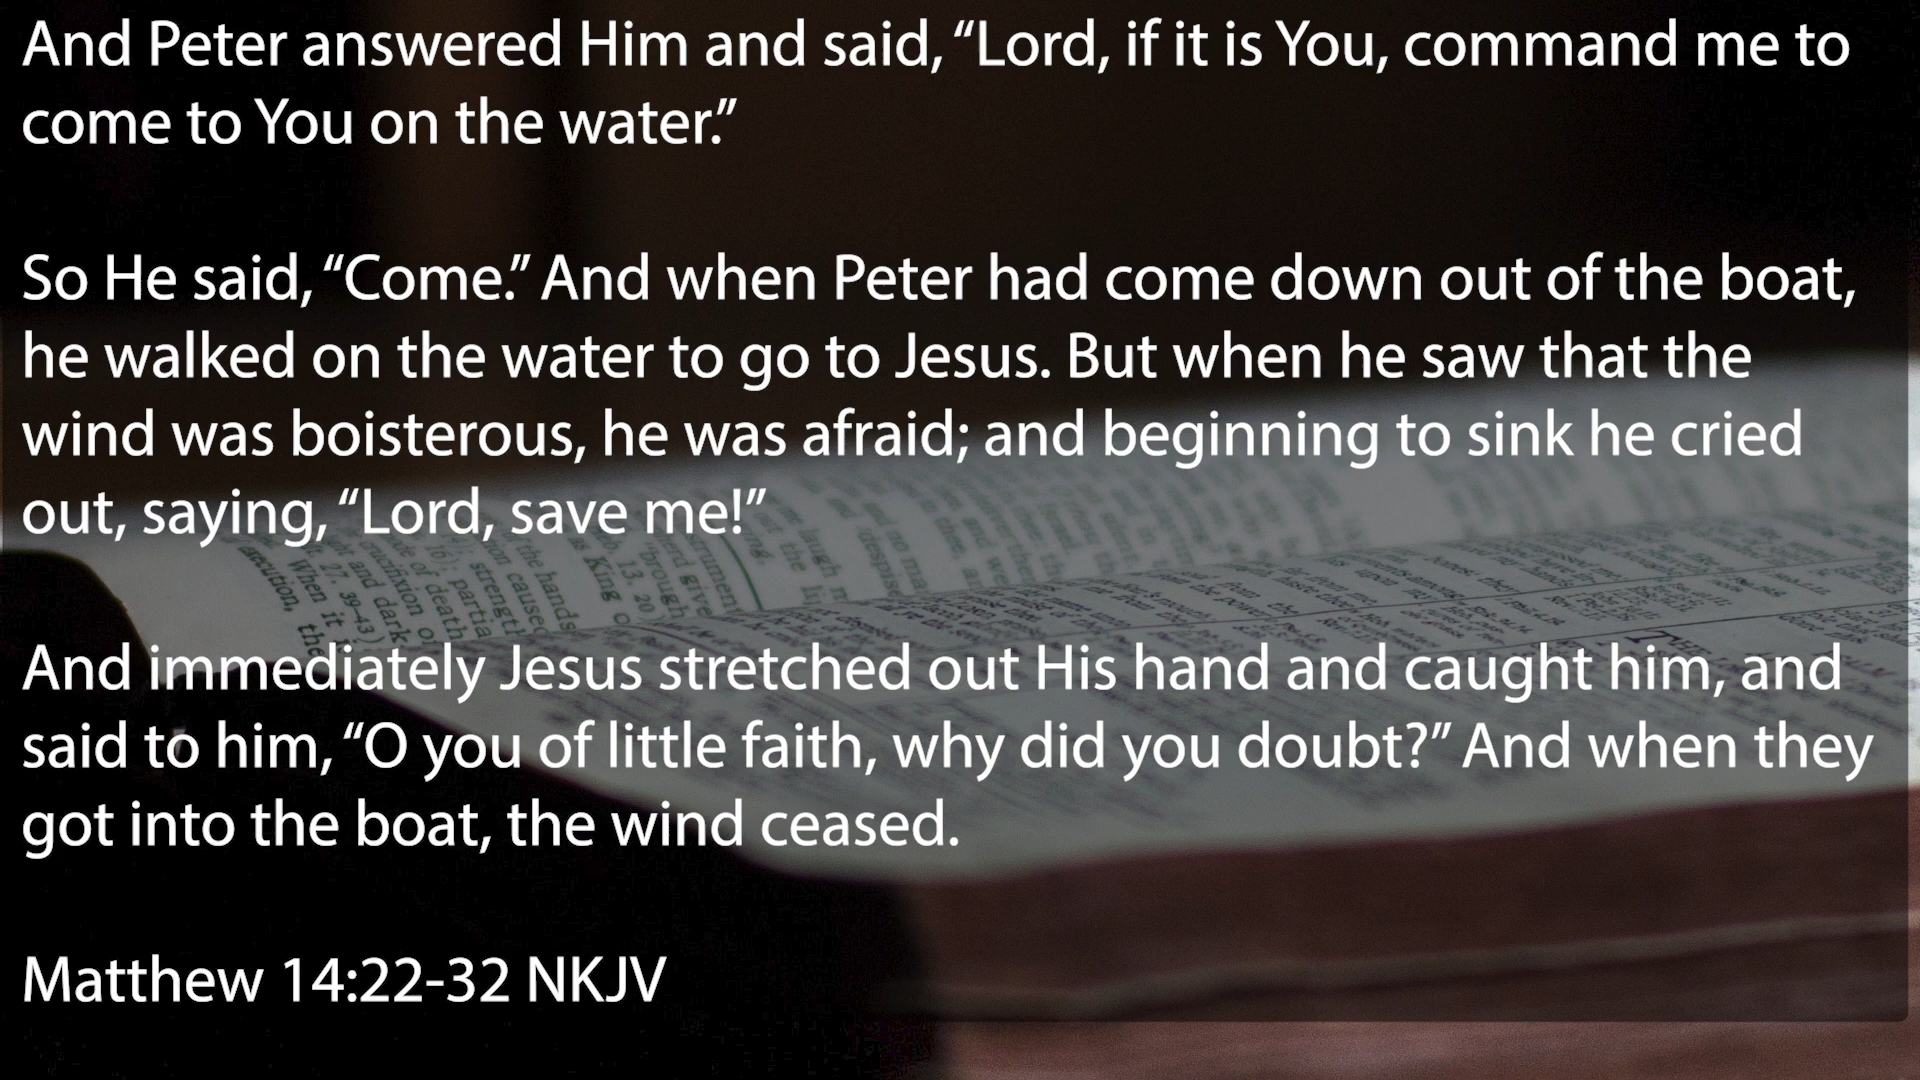 And Peter answered Him and said, “Lord, if it is You, command me to
come to You on the water.”
So He said, “Come.” And when Peter had come down out of the boat,
he walked on the water to go to Jesus. But when he saw that the
wind was boisterous, he was afraid; and beginning to sink he cried
out, saying, “Lord, save me!”
And immediately Jesus stretched out His hand and caught him, and
said to him, “O you of little faith, why did you doubt?” And when they
got into the boat, the wind ceased.
Matthew 14:22-32 NKJV